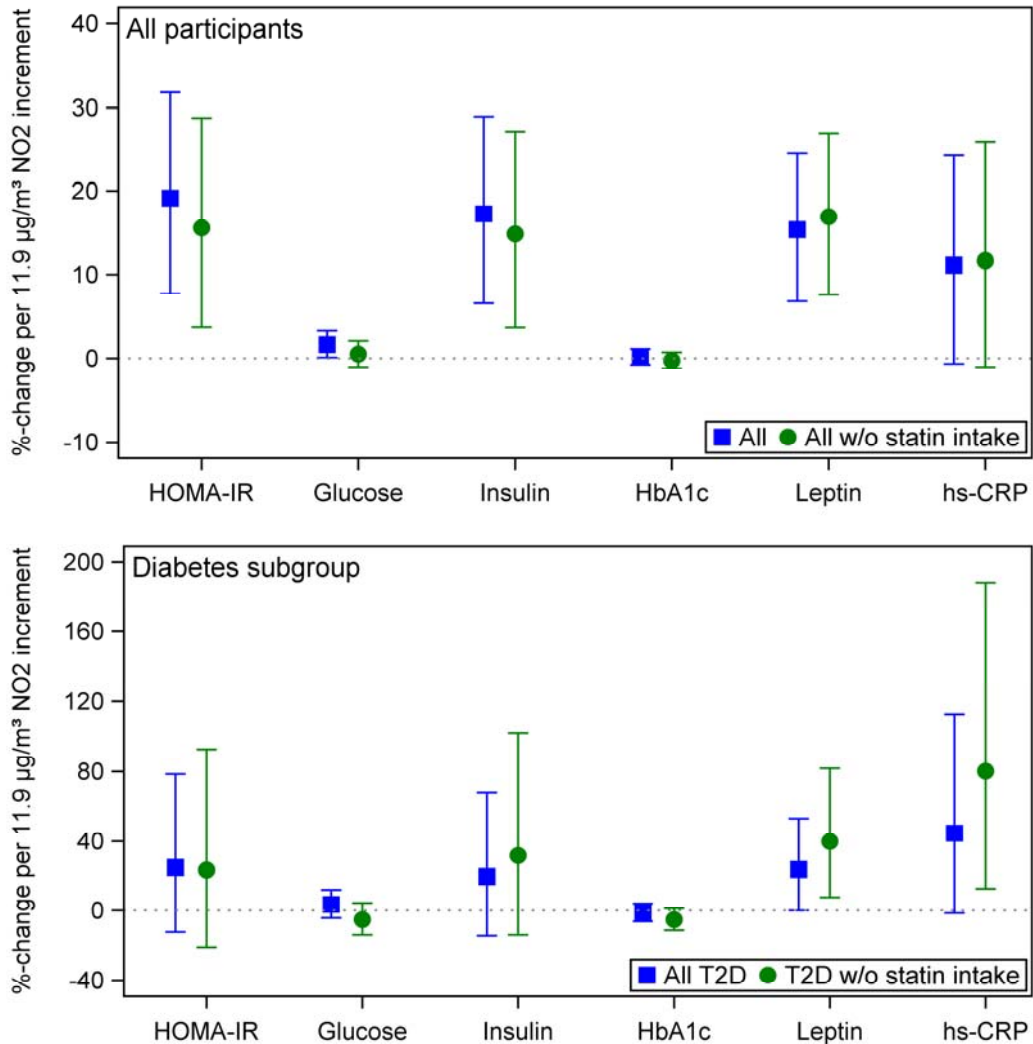 All participants
%-change per 11.9 µg/m³ NO2 increment
40
30
20
10
0
-10
All All w/o statin intake
HOMA-IR Glucose Insulin HbA1c Leptin hs-CRP
Diabetes subgroup
%-change per 11.9 µg/m³ NO2 increment
200
160
120
80
40
0
-40
All T2D T2D w/o statin intake
HOMA-IR Glucose Insulin HbA1c Leptin hs-CRP